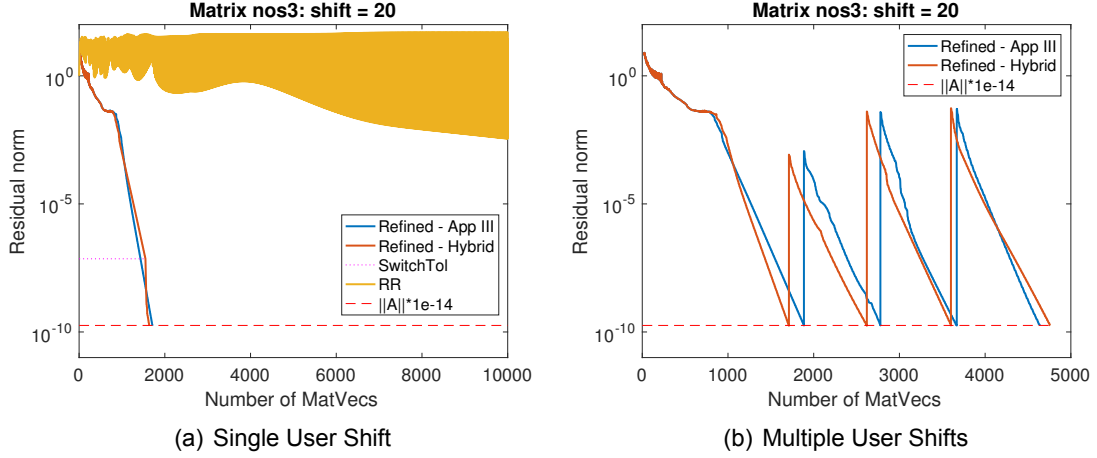 Matrix nos3: shift = 20
10^0
10^-5
10^-10
Residual norm
0
2000
4000
6000
8000
10000
Number of MatVecs
Refined - App III
Refined - Hybrid
SwitchTol
RR
||A||*1e-14
(a) Single User Shift
Matrix nos3: shift = 20
10^0
10^-5
10^-10
Residual norm
0
1000
2000
3000
4000
5000
Number of MatVecs
Refined - App III
Refined - Hybrid
||A||*1e-14
(b) Multiple User Shifts